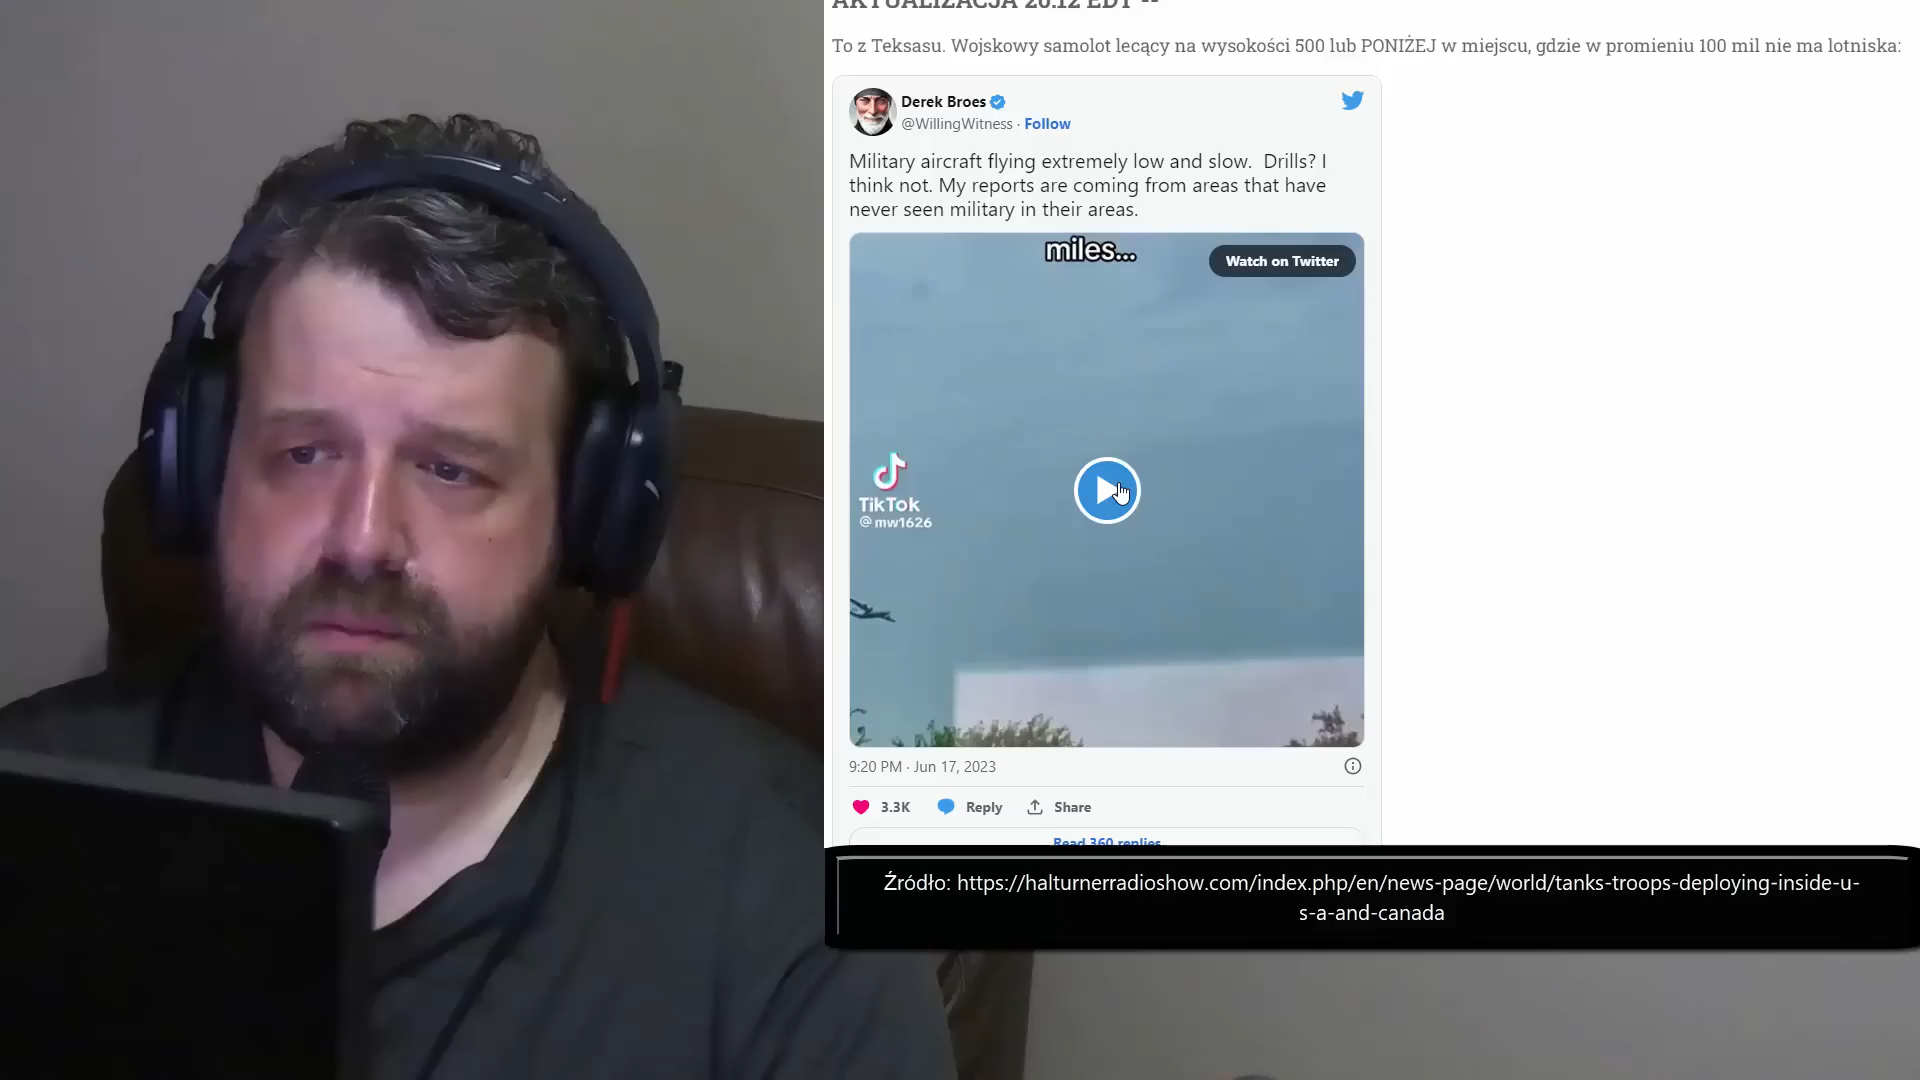 AKTUALIZACJA 20:12 EDT --
To z Teksasu. Wojskowy samolot lecący na wysokości 500 lub PONIŻEJ w miejscu, gdzie w promieniu 100 mil nie ma lotniska:
Derek Broes
@WillingWitness · Follow
Military aircraft flying extremely low and slow. Drills? I
think not. My reports are coming from areas that have
never seen military in their areas.
miles...
Watch on Twitter
TikTok
@mw1626
9:20 PM · Jun 17, 2023
3.3K Reply Share
Read 360 replies
Źródło: https://halturnerradioshow.com/index.php/en/news-page/world/tanks-troops-deploying-inside-u-
s-a-and-canada